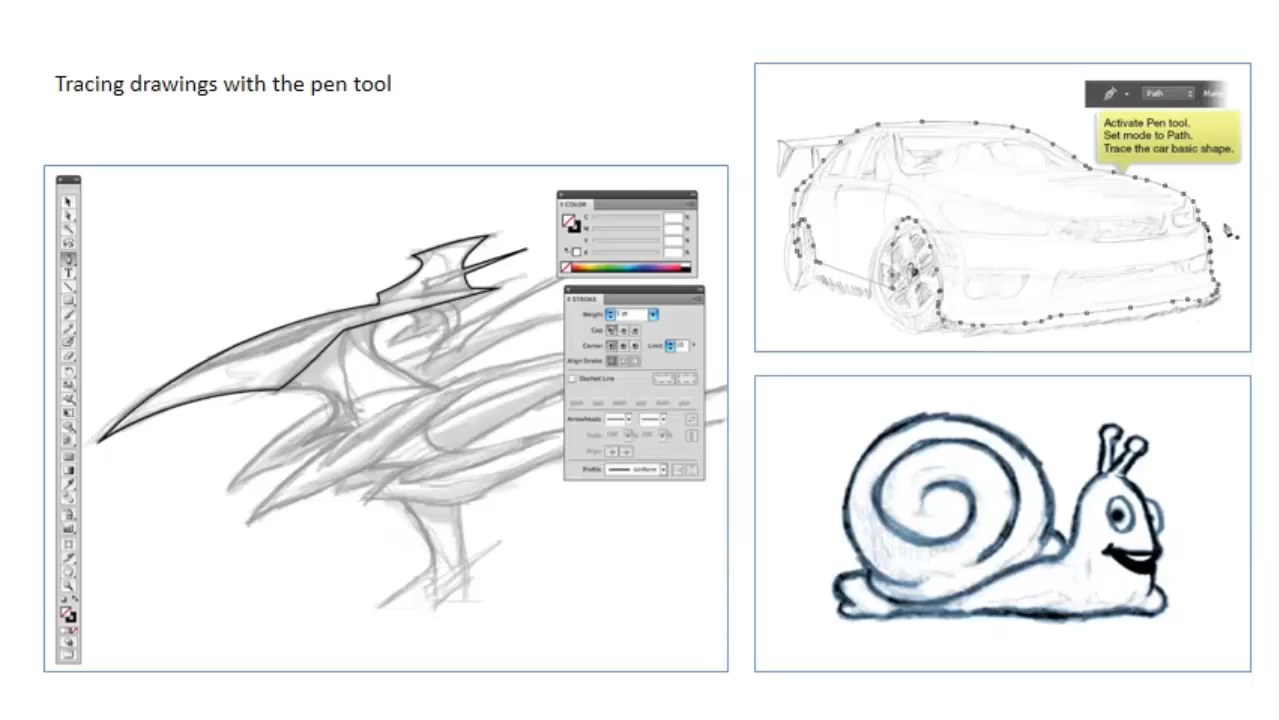 Tracing drawings with the pen tool
Path
Activate Pen tool.
Set mode to Path.
Trace the car basic shape.
COLOR
C
M
Y
K
STROKE
Weight:
Cap:
Corner:
Limit:
Align Stroke:
Dashed Line
Arrowheads:
Scale:
Align:
Profile:
Uniform
T